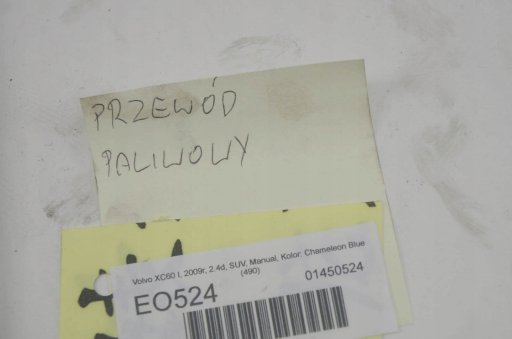 PRZEWÓD
PALIWOWY
Volvo XC60 I, 2009r, 2.4d, SUV, Manual, Kolor: Chameleon Blue
(490)
EO524
01450524